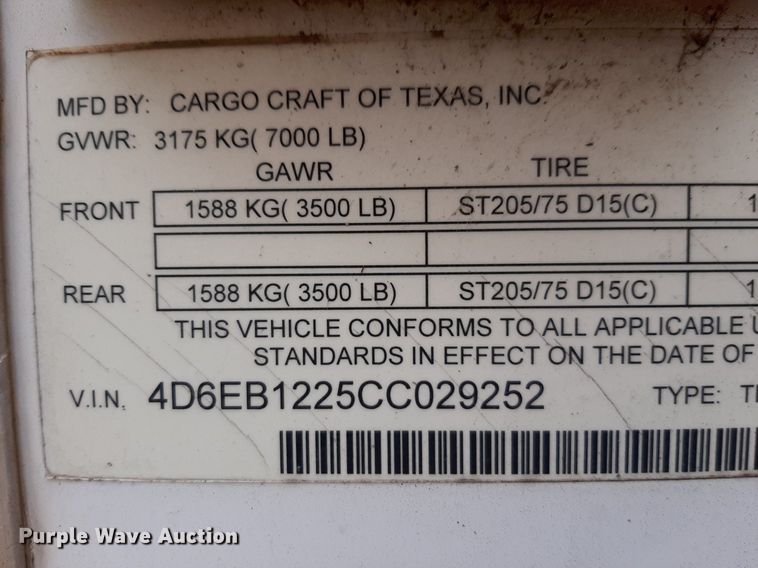 MFD BY: CARGO CRAFT OF TEXAS, INC.
GVWR: 3175 KG( 7000 LB)
GAWR TIRE
FRONT 1588 KG( 3500 LB) ST205/75 D15(C) 1
REAR 1588 KG( 3500 LB) ST205/75 D15(C) 1
THIS VEHICLE CONFORMS TO ALL APPLICABLE
STANDARDS IN EFFECT ON THE DATE OF
V.I.N. 4D6EB1225CC029252 TYPE:
Purple Wave Auction